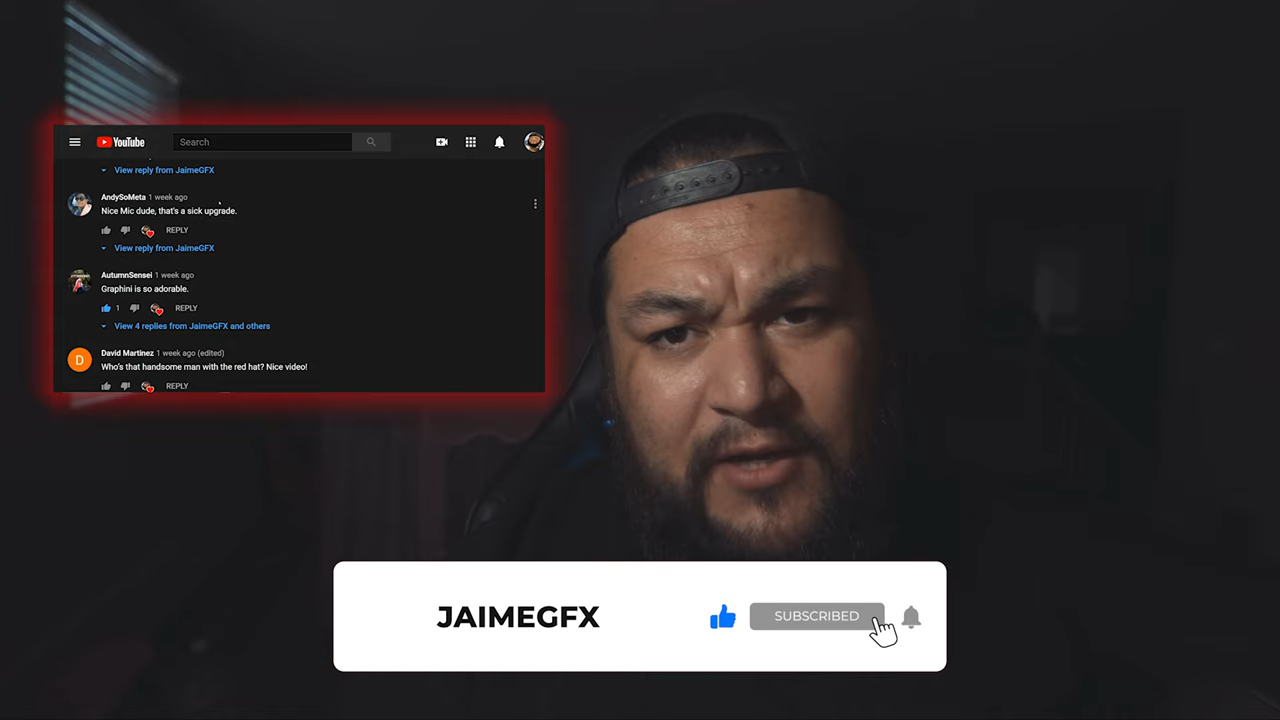 YouTube
Search
View reply from JaimeGFX
AndySoMeta 1 week ago
Nice Mic dude, that's a sick upgrade.
REPLY
View reply from JaimeGFX
AutumnSensei 1 week ago
Graphini is so adorable.
1 REPLY
View 4 replies from JaimeGFX and others
D
David Martinez 1 week ago (edited)
Who's that handsome man with the red hat? Nice video!
REPLY
JAIMEGFX
SUBSCRIBED